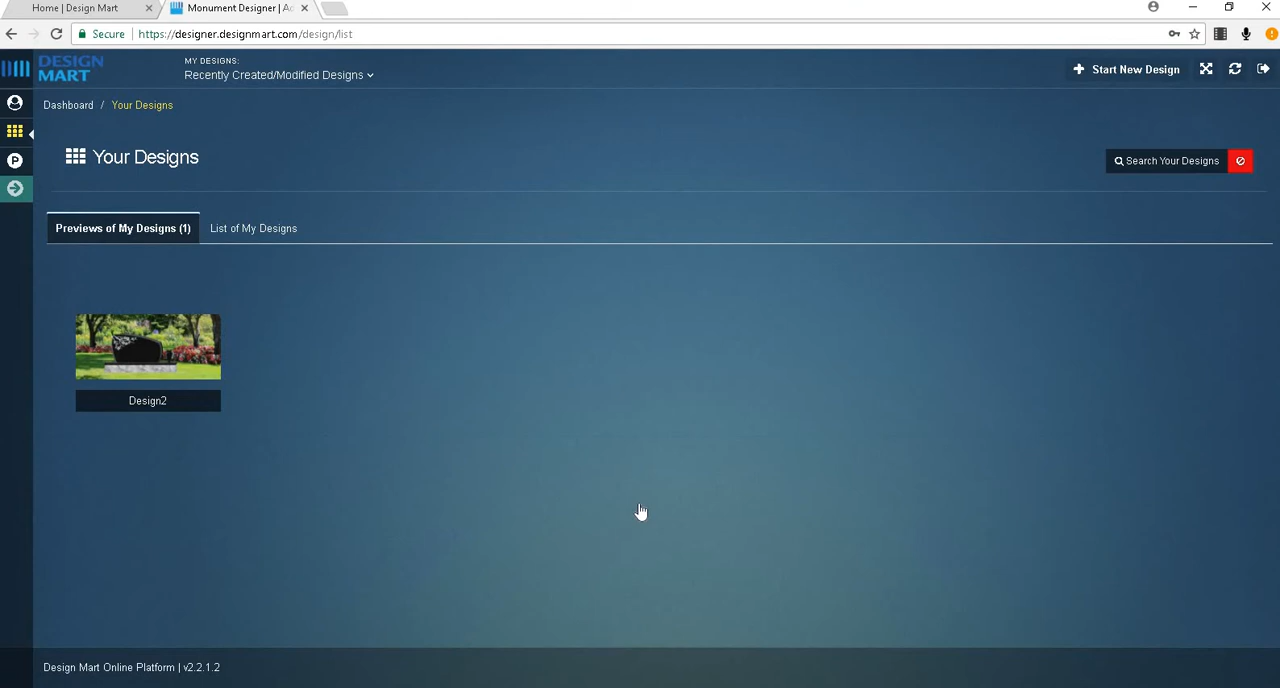 Home | Design Mart
Monument Designer | Ac
Secure
https://designer.designmart.com/design/list
DESIGN
MART
MY DESIGNS:
Recently Created/Modified Designs
Start New Design
Dashboard / Your Designs
Your Designs
Search Your Designs
Previews of My Designs (1)
List of My Designs
P
Design2
Design Mart Online Platform | v2.2.1.2